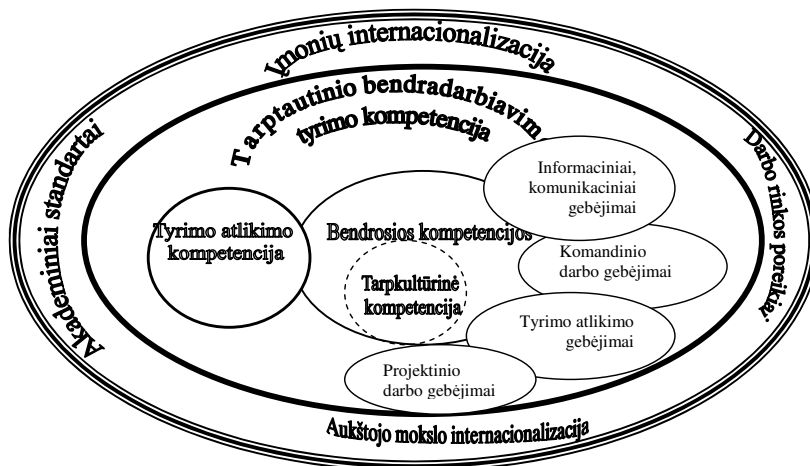 Įmonių internacionalizacija
Tarptautinio bendradarbiavim
tyrimo kompetencija
Akademiniai standartai
Darbo rinkos poreikiai
Informaciniai,
komunikaciniai
gebėjimai
Tyrimo atlikimo
kompetencija
Bendrosios kompetencijos
Komandinio
darbo gebėjimai
Tarpkultūrinė
kompetencija
Tyrimo atlikimo
gebėjimai
Projektinio
darbo gebėjimai
Aukštojo mokslo internacionalizacija